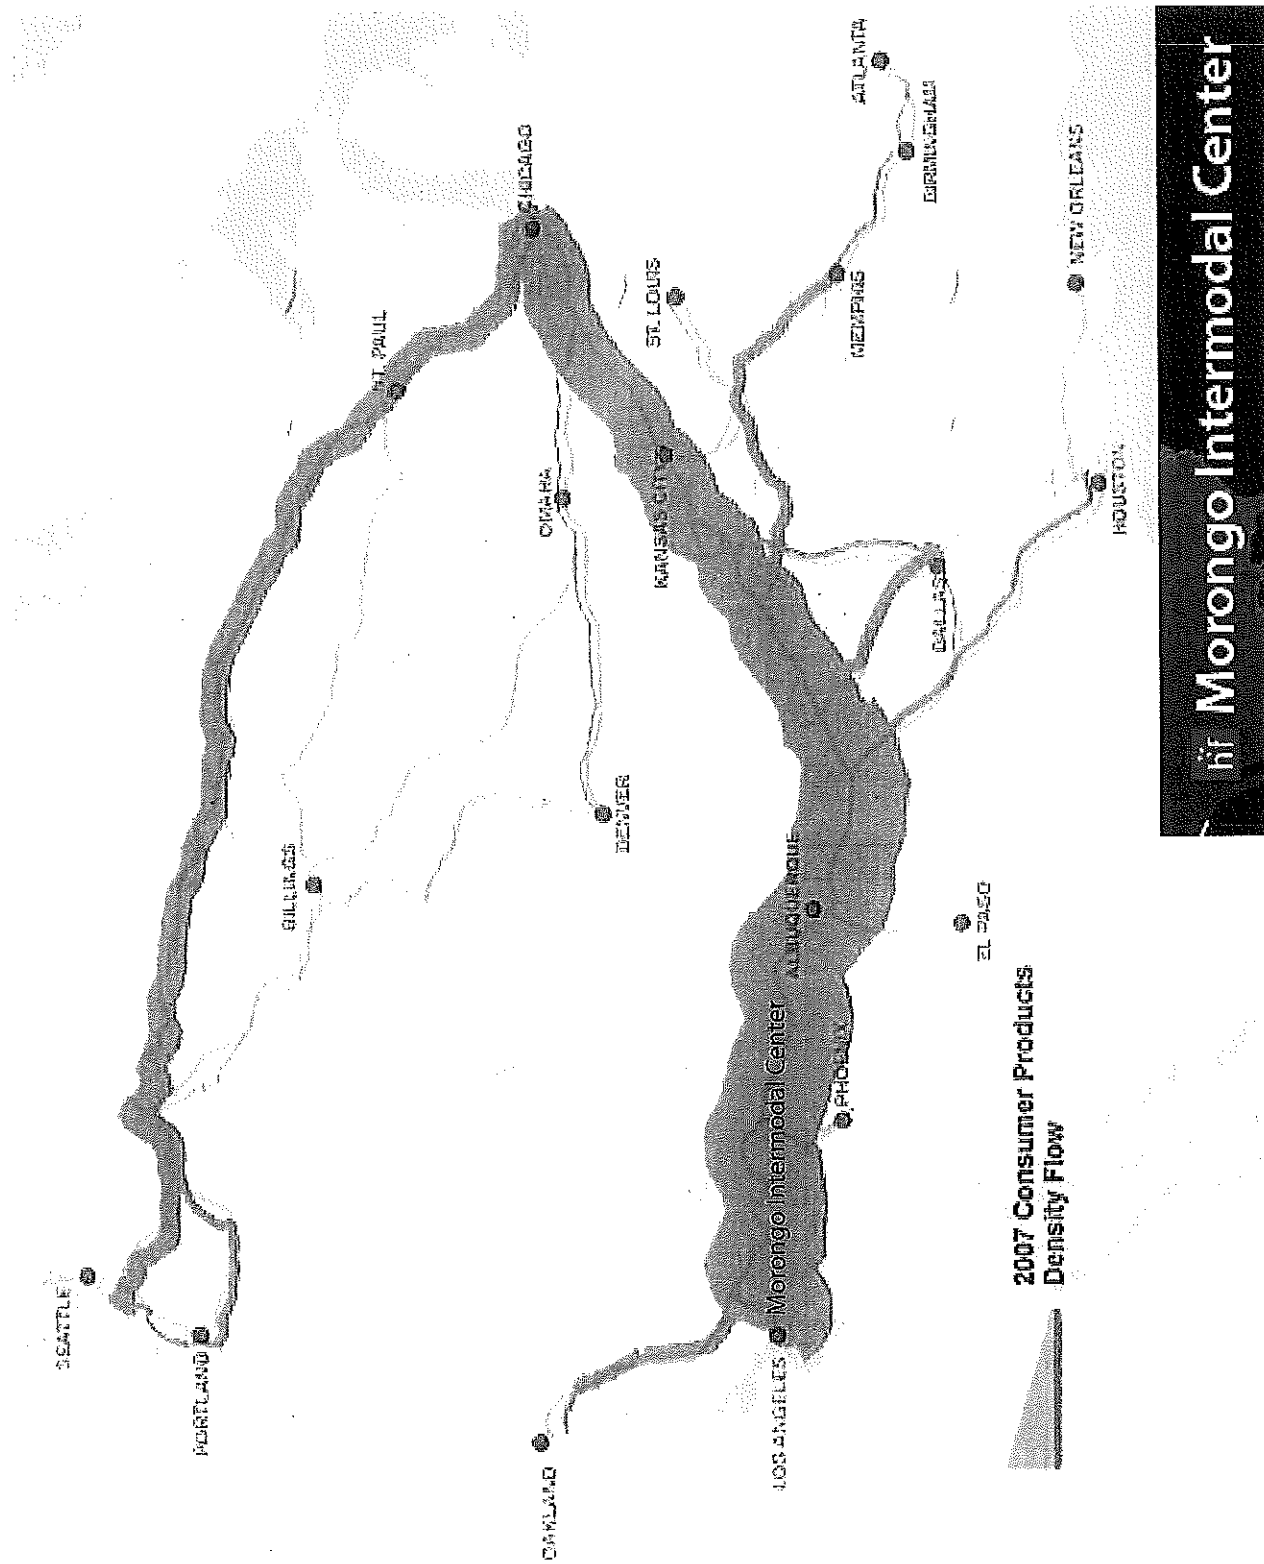 SEATTLE
PORTLAND
BILLINGS
ST. PAUL
CHICAGO
OMAHA
OAKLAND
DENVER
KANSAS CITY
ST. LOUIS
LOS ANGELES
Morongo Intermodal Center
ALBUQUERQUE
PHOENIX
MEMPHIS
ATLANTA
BIRMINGHAM
DALLAS
EL PASO
2007 Consumer Products
Density Flow
NEW ORLEANS
HOUSTON
Morongo Intermodal Center